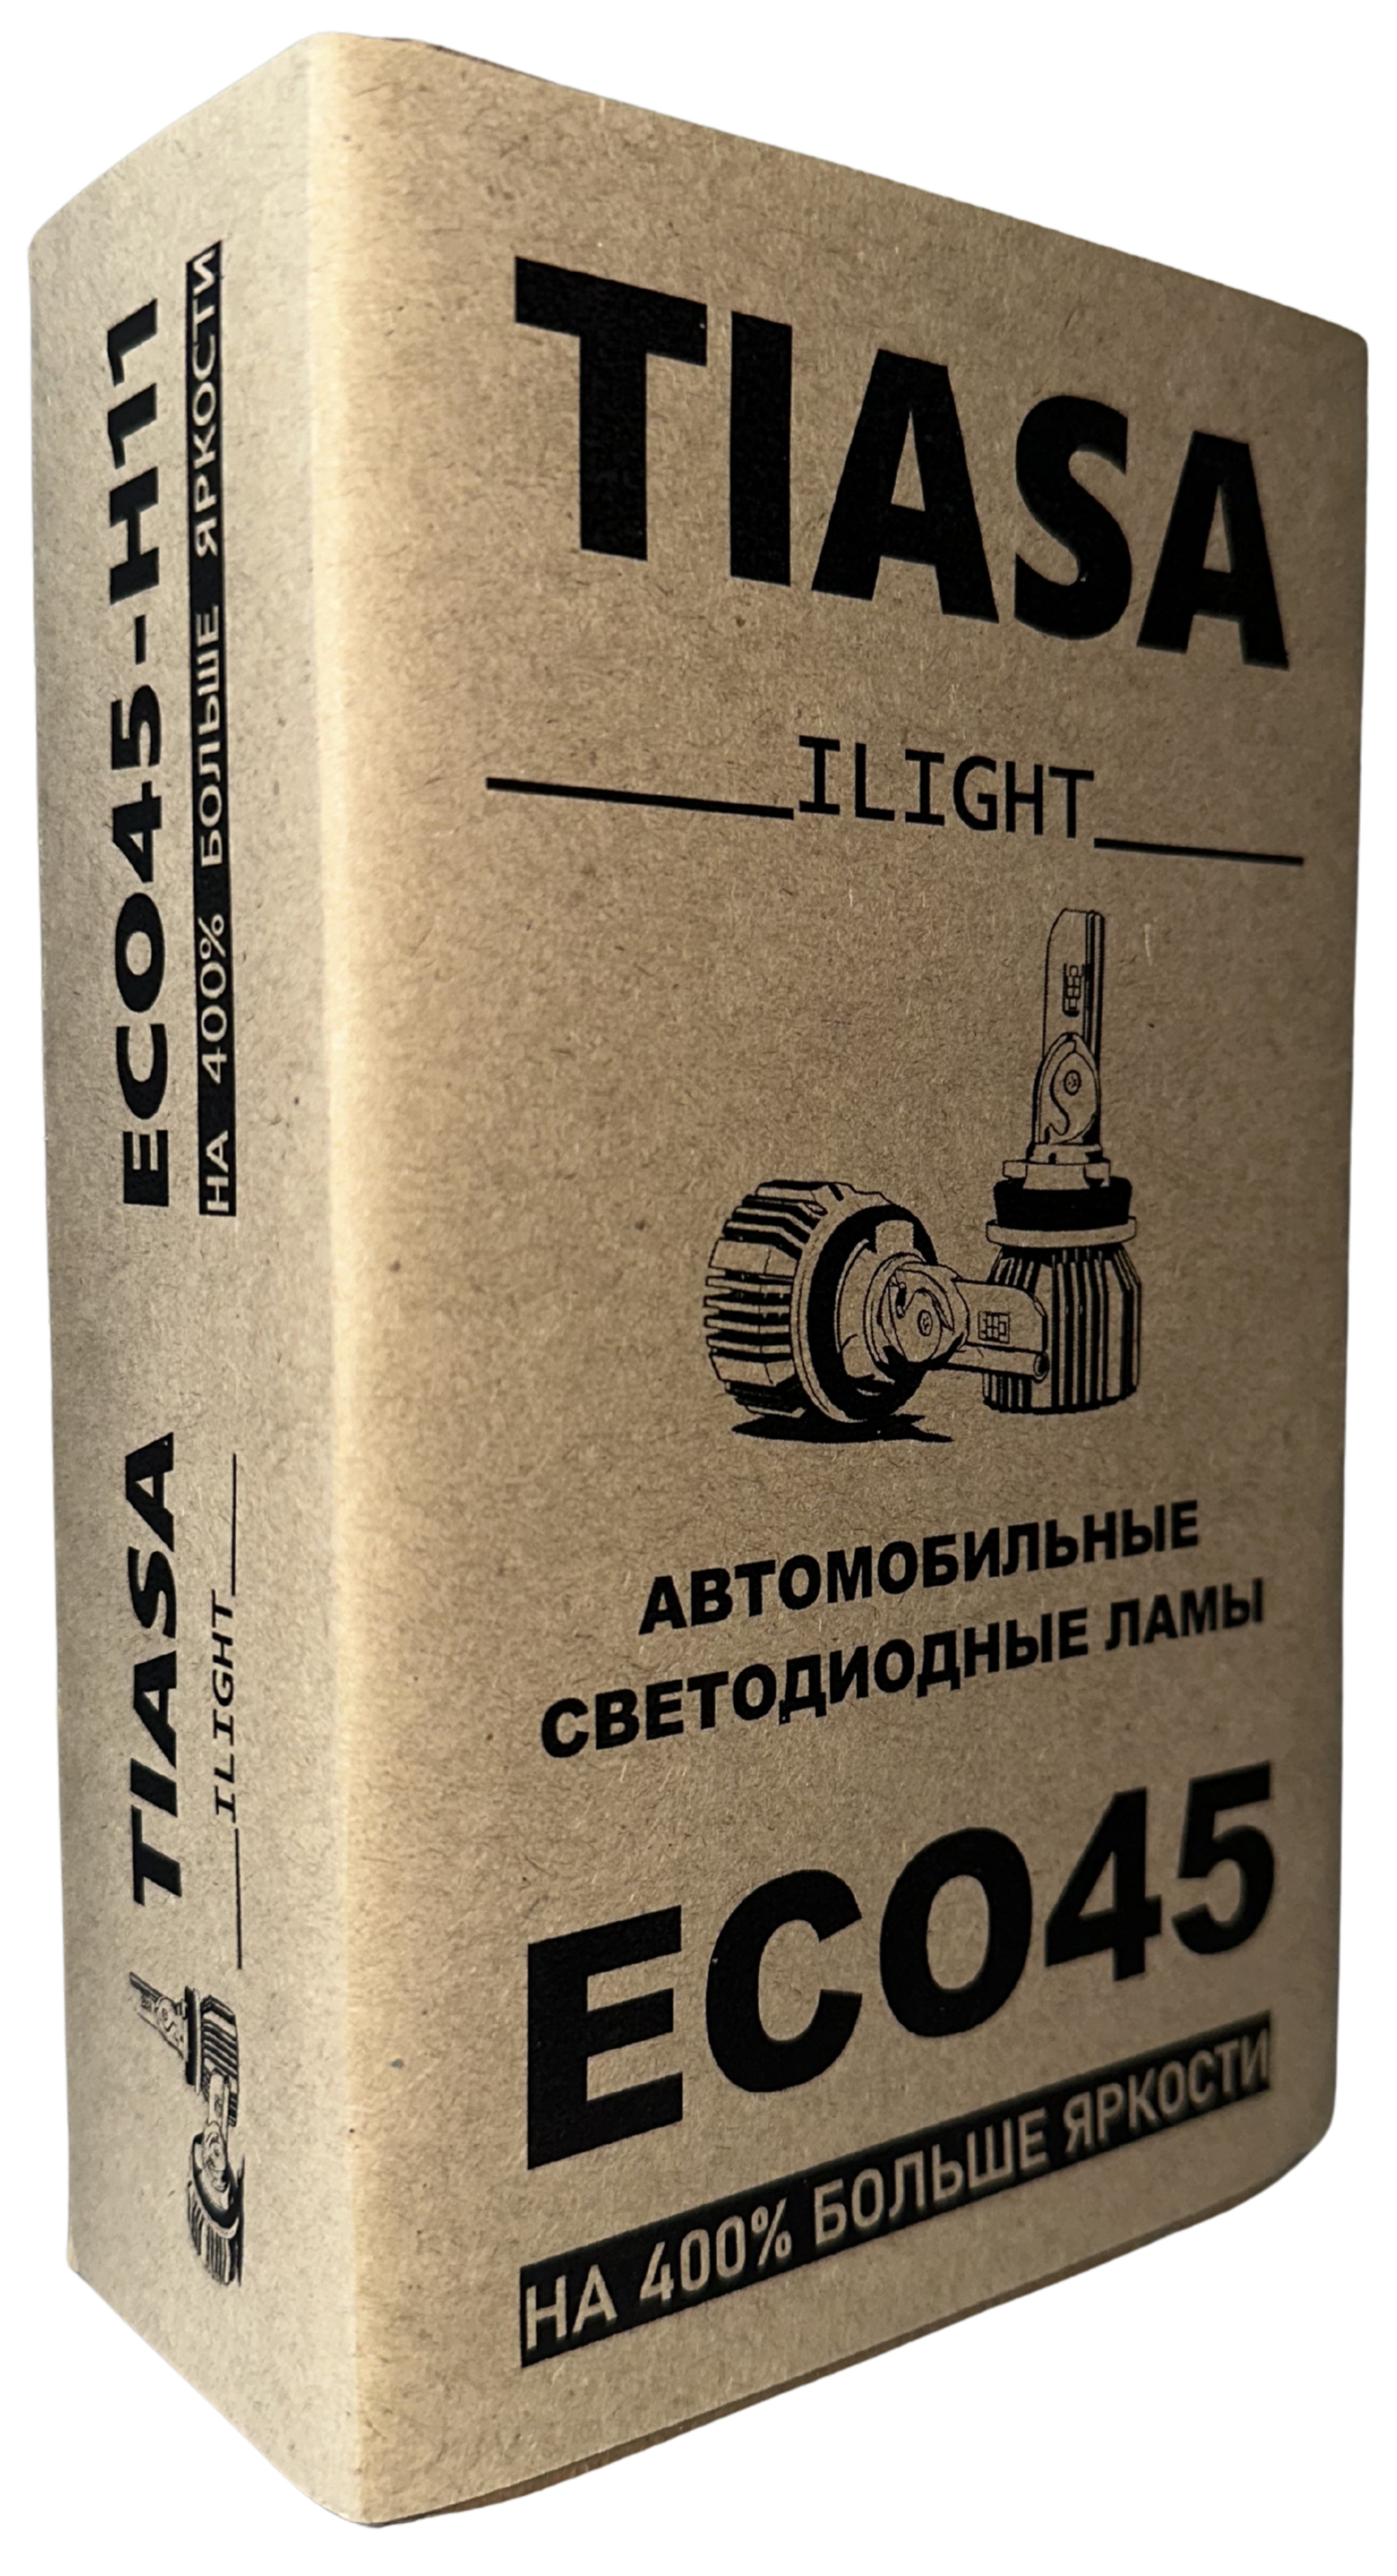 TIASA
ILIGHT
АВТОМОБИЛЬНЫЕ
СВЕТОДИОДНЫЕ ЛАМЫ
ECO45
НА 400% БОЛЬШЕ ЯРКОСТИ
TIASA
ILIGHT
ECO45-H11
НА 400% БОЛЬШЕ ЯРКОСТИ